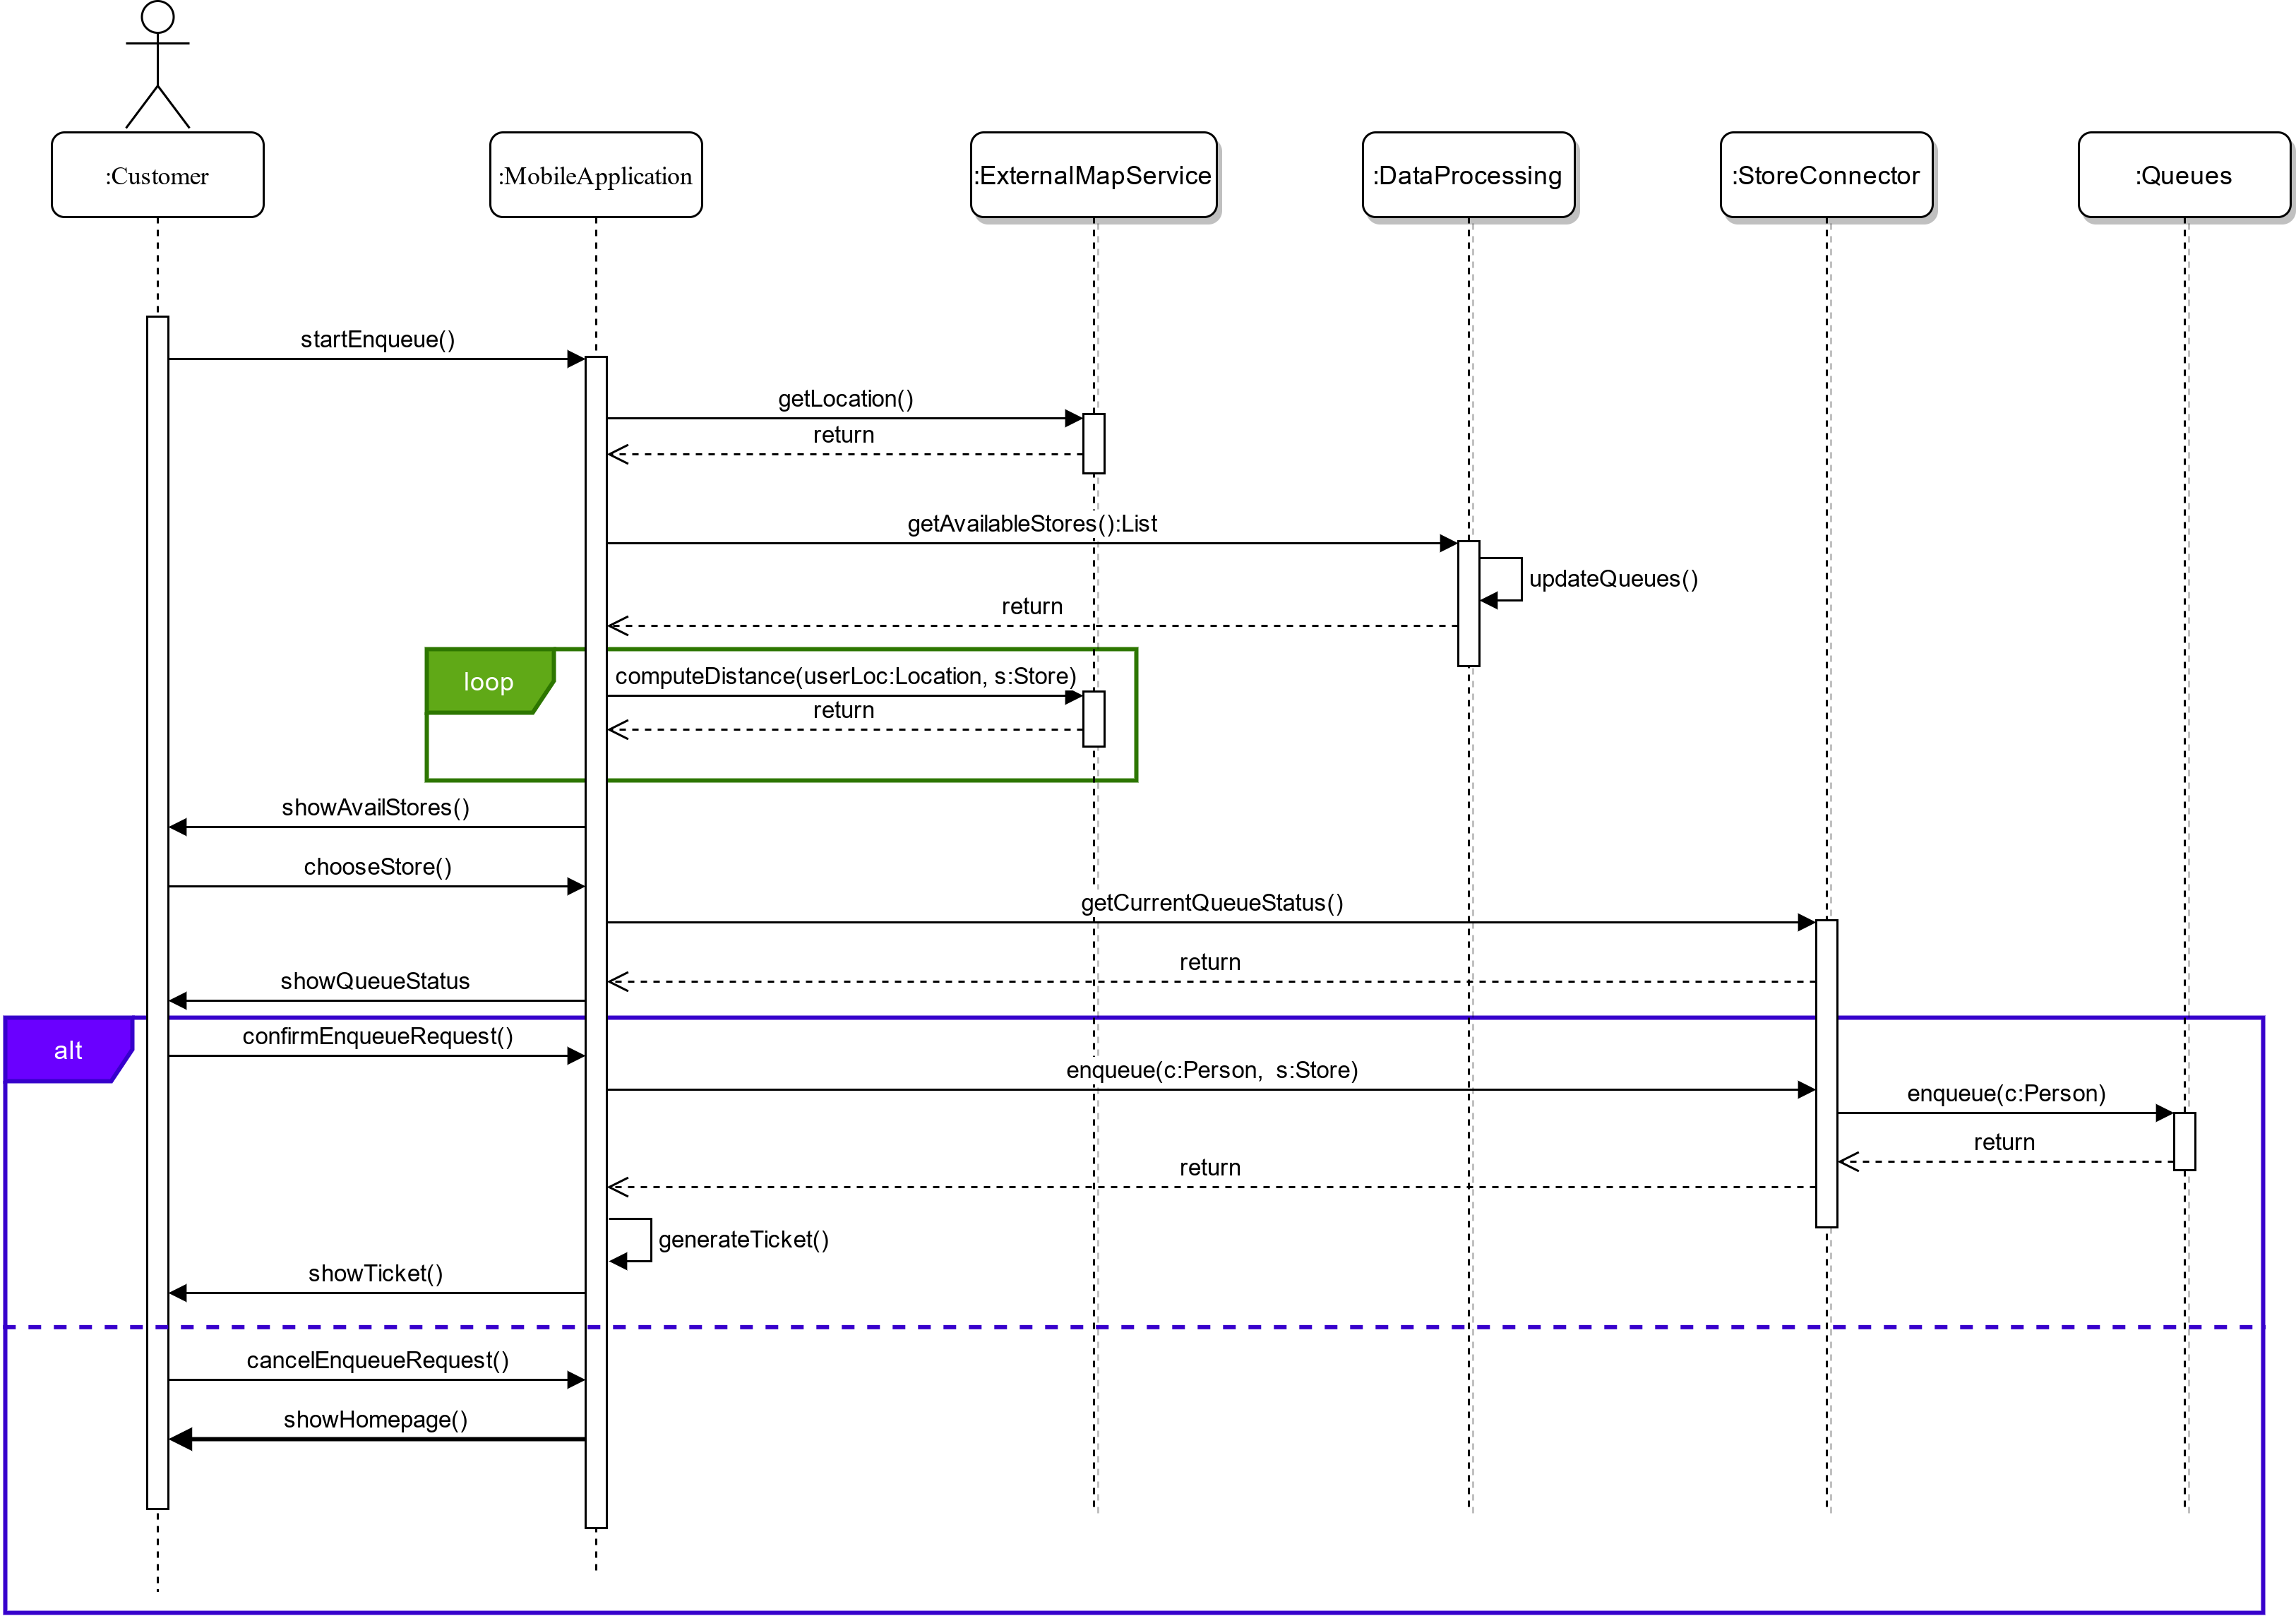 :Customer
:MobileApplication
:ExternalMapService
:DataProcessing
:StoreConnector
:Queues
startEnqueue()
getLocation()
return
getAvailableStores():List
updateQueues()
return
loop
computeDistance(userLoc:Location, s:Store)
return
showAvailStores()
chooseStore()
getCurrentQueueStatus()
return
showQueueStatus
alt
confirmEnqueueRequest()
enqueue(c:Person, s:Store)
enqueue(c:Person)
return
return
generateTicket()
showTicket()
cancelEnqueueRequest()
showHomepage()